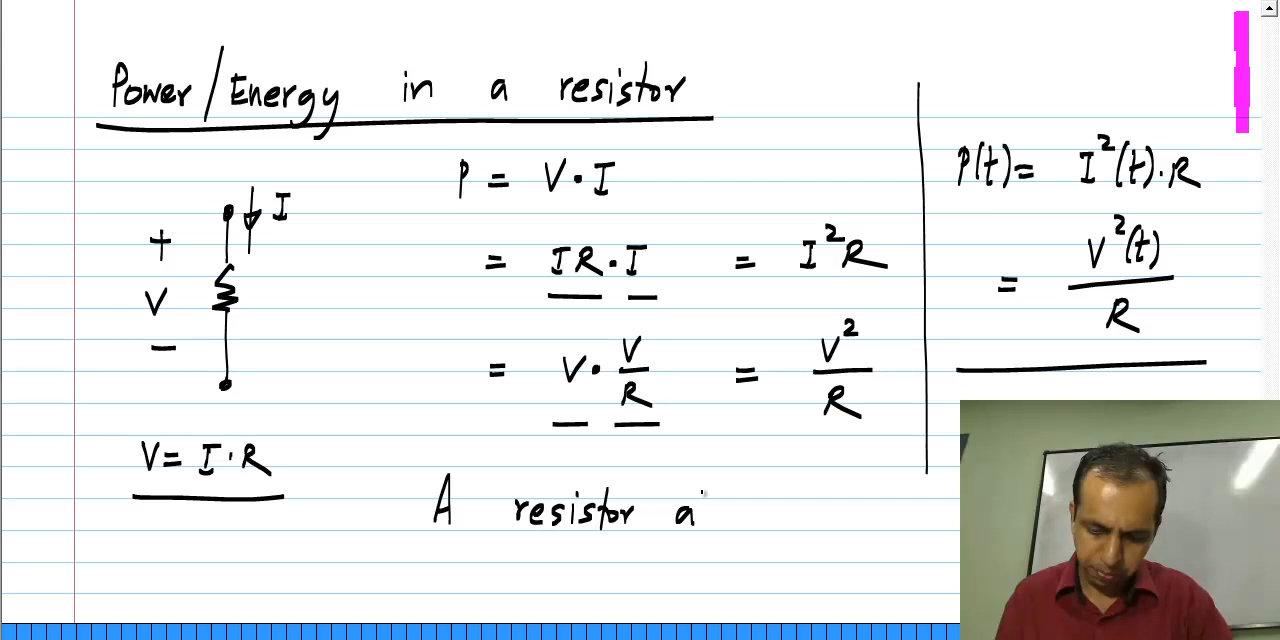 Power/Energy in a resistor
P = V · I
= IR · I = I²R
= V · V/R = V²/R
I
+
V
−
V = I · R
P(t) = I²(t) · R
= V²(t)/R
A resistor a